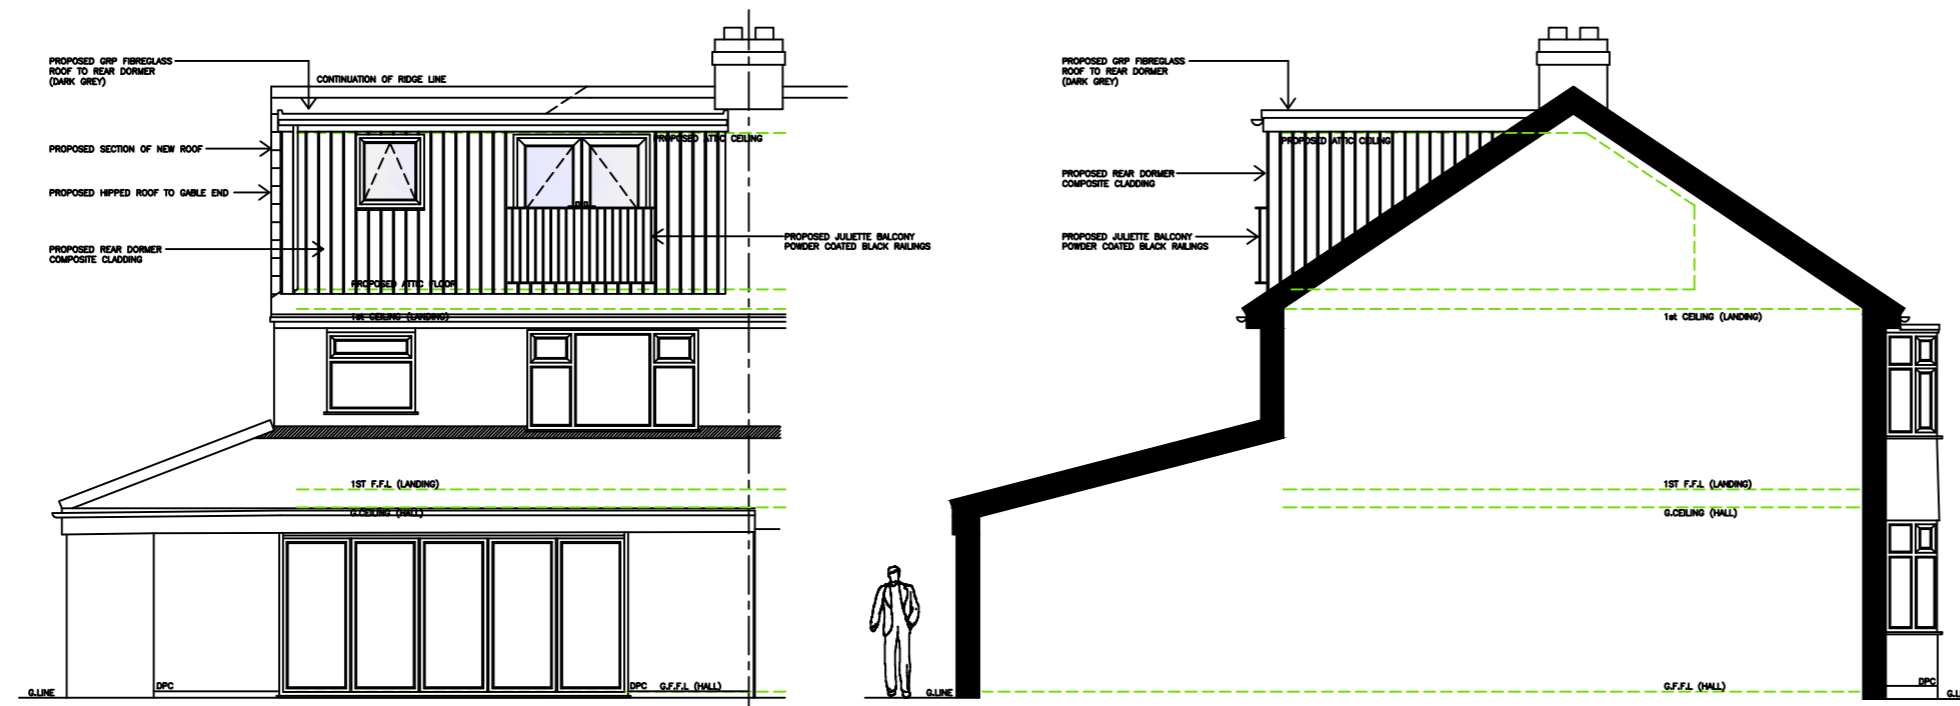 PROPOSED GRP FIBREGLASS
ROOF TO REAR DORMER
(DARK GREY)
CONTINUATION OF RIDGE LINE
PROPOSED ATTIC CEILING
PROPOSED SECTION OF NEW ROOF
PROPOSED HIPPED ROOF TO GABLE END
PROPOSED REAR DORMER
COMPOSITE CLADDING
PROPOSED JULIETTE BALCONY
POWDER COATED BLACK RAILINGS
PROPOSED ATTIC FLOOR
1st CEILING (LANDING)
1ST F.F.L (LANDING)
G.CEILING (HALL)
G.LINE
DPC
DPC
G.F.F.L (HALL)
PROPOSED GRP FIBREGLASS
ROOF TO REAR DORMER
(DARK GREY)
PROPOSED ATTIC CEILING
PROPOSED REAR DORMER
COMPOSITE CLADDING
PROPOSED JULIETTE BALCONY
POWDER COATED BLACK RAILINGS
1st CEILING (LANDING)
1ST F.F.L (LANDING)
G.CEILING (HALL)
G.LINE
G.F.F.L (HALL)
DPC